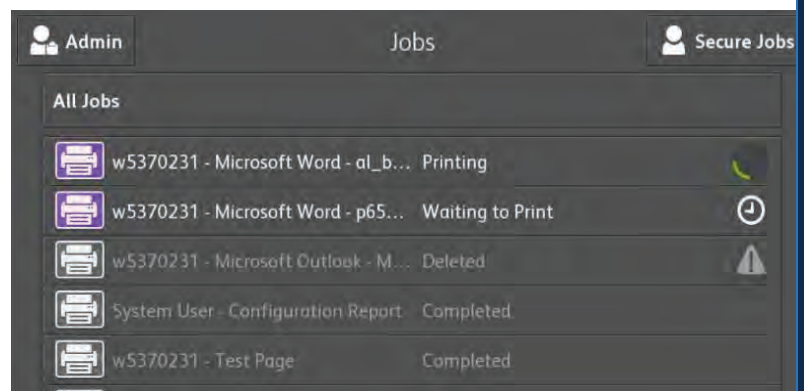 Admin Jobs Secure Jobs
All Jobs
w5370231 - Microsoft Word - al_b... Printing
w5370231 - Microsoft Word - p65... Waiting to Print
w5370231 - Microsoft Outlook - M... Deleted
System User - Configuration Report Completed
w5370231 - Test Page Completed